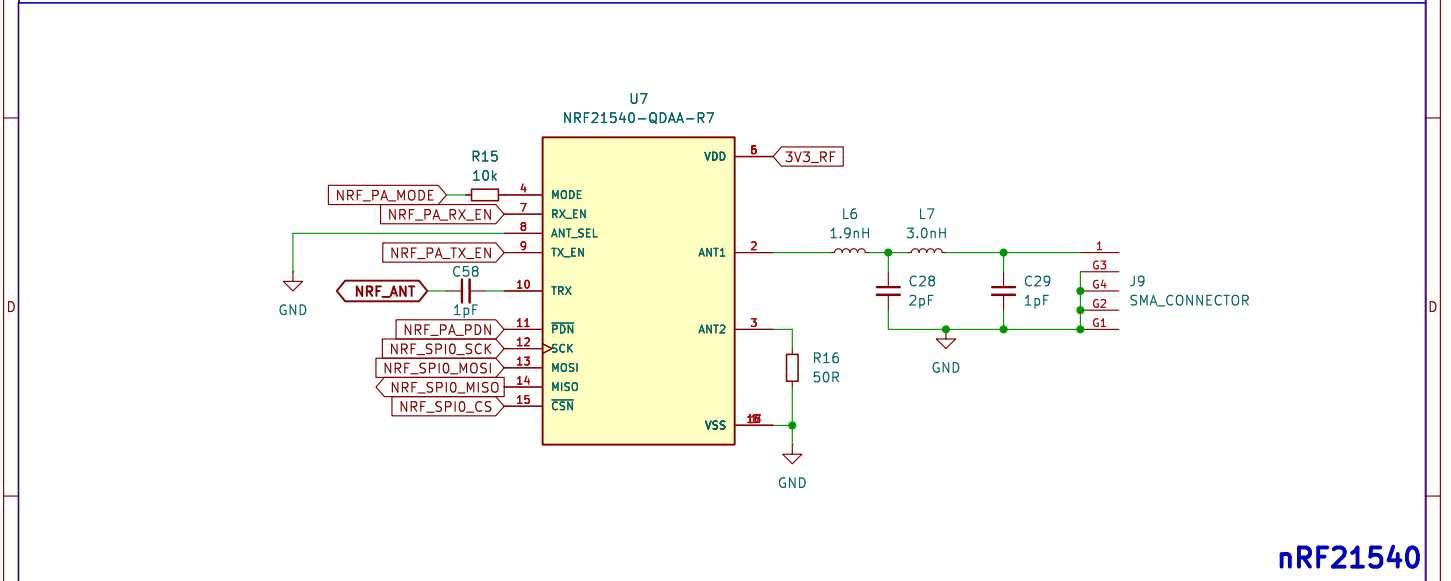 U7
NRF21540-QDAA-R7
R15
10k
VDD
3V3_RF
NRF_PA_MODE
4
MODE
NRF_PA_RX_EN
7
RX_EN
8
ANT_SEL
NRF_PA_TX_EN
9
TX_EN
C58
NRF_ANT
1pF
10
TRX
NRF_PA_PDN
11
PDN
NRF_SPI0_SCK
12
SCK
NRF_SPI0_MOSI
13
MOSI
NRF_SPI0_MISO
14
MISO
NRF_SPI0_CS
15
CSN
GND
ANT1
2
L6
1.9nH
L7
3.0nH
C28
2pF
C29
1pF
1
G3
G4
G2
G1
J9
SMA_CONNECTOR
GND
ANT2
3
R16
50R
VSS
GND
D
D
nRF21540